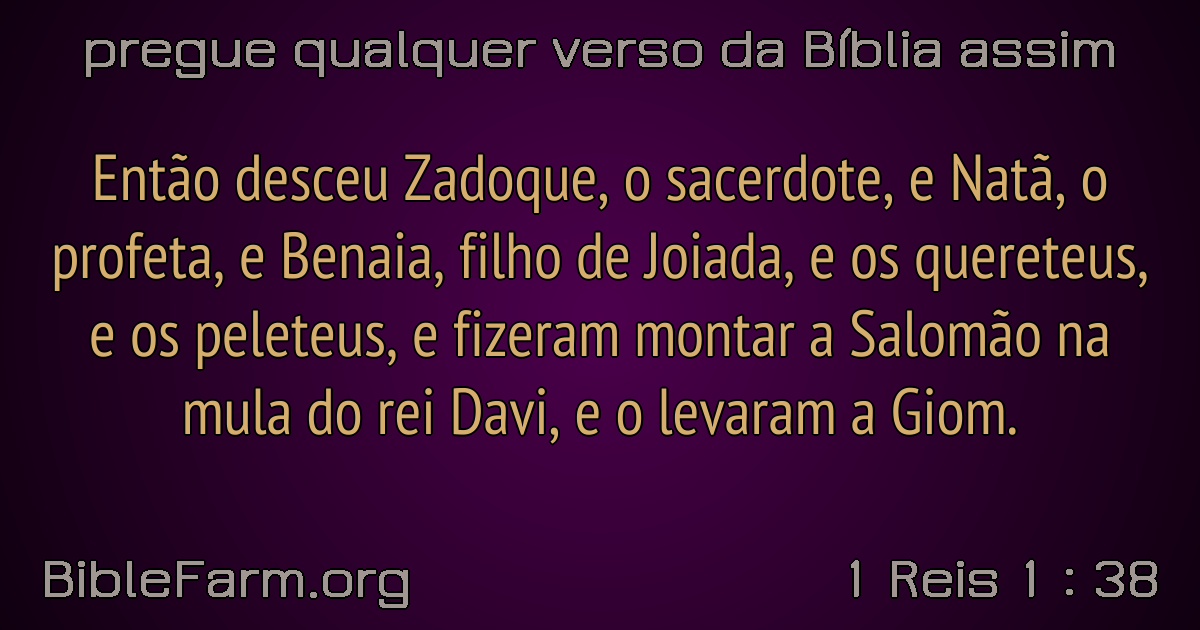 pregue qualquer verso da Bíblia assim
Então desceu Zadoque, o sacerdote, e Natã, o
profeta, e Benaia, filho de Joiada, e os quereteus,
e os peleteus, e fizeram montar a Salomão na
mula do rei Davi, e o levaram a Giom.
BibleFarm.org
1 Reis 1 : 38